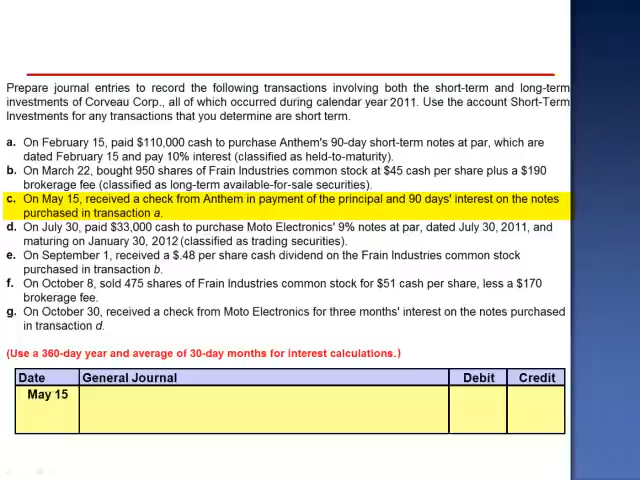 Prepare journal entries to record the following transactions involving both the short-term and long-term
investments of Corveau Corp., all of which occurred during calendar year 2011. Use the account Short-Term
Investments for any transactions that you determine are short term.
a. On February 15, paid $110,000 cash to purchase Anthem's 90-day short-term notes at par, which are
dated February 15 and pay 10% interest (classified as held-to-maturity).
b. On March 22, bought 950 shares of Frain Industries common stock at $45 cash per share plus a $190
brokerage fee (classified as long-term available-for-sale securities).
c. On May 15, received a check from Anthem in payment of the principal and 90 days' interest on the notes
purchased in transaction a.
d. On July 30, paid $33,000 cash to purchase Moto Electronics' 9% notes at par, dated July 30, 2011, and
maturing on January 30, 2012 (classified as trading securities).
e. On September 1, received a $.48 per share cash dividend on the Frain Industries common stock
purchased in transaction b.
f. On October 8, sold 475 shares of Frain Industries common stock for $51 cash per share, less a $170
brokerage fee.
g. On October 30, received a check from Moto Electronics for three months' interest on the notes purchased
in transaction d.
(Use a 360-day year and average of 30-day months for interest calculations.)
Date General Journal Debit Credit
May 15